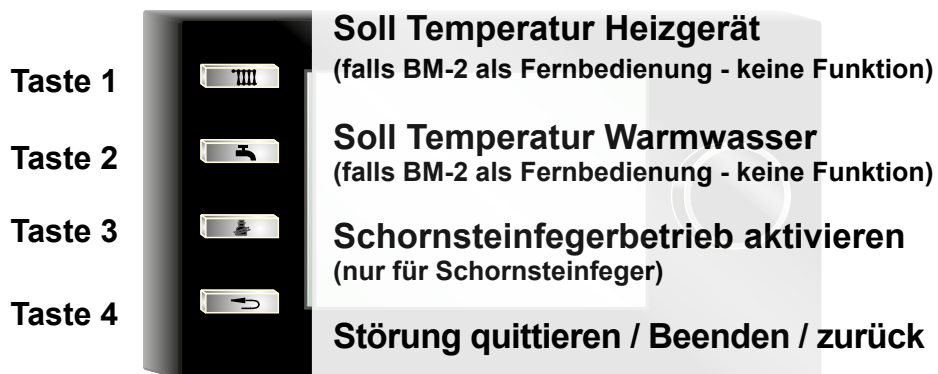 Soll Temperatur Heizgerät
Taste 1
(falls BM-2 als Fernbedienung - keine Funktion)
Soll Temperatur Warmwasser
Taste 2
(falls BM-2 als Fernbedienung - keine Funktion)
Taste 3
Schornsteinfegerbetrieb aktivieren
(nur für Schornsteinfeger)
Taste 4
Störung quittieren / Beenden / zurück